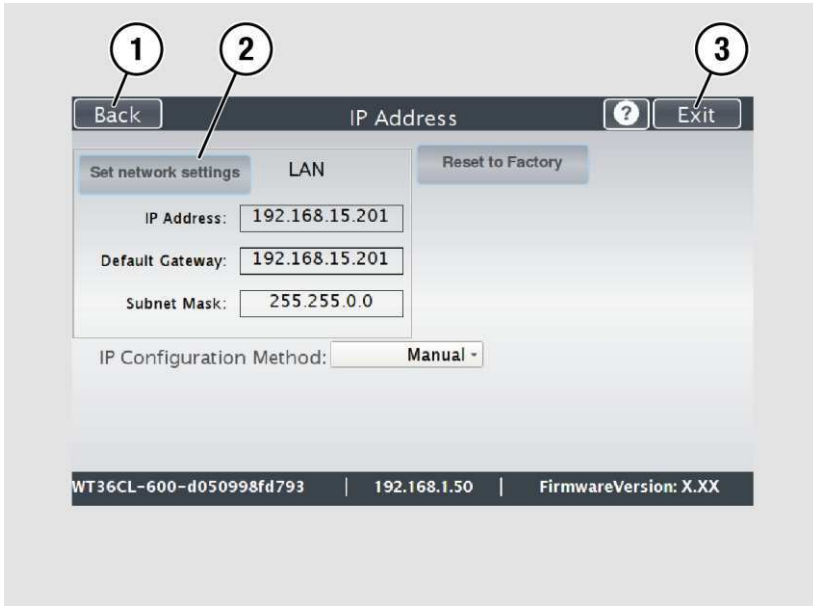 1 2 3
Back IP Address ? Exit
Set network settings LAN Reset to Factory
IP Address: 192.168.15.201
Default Gateway: 192.168.15.201
Subnet Mask: 255.255.0.0
IP Configuration Method: Manual
WT36CL-600-d050998fd793 | 192.168.1.50 | FirmwareVersion: X.XX